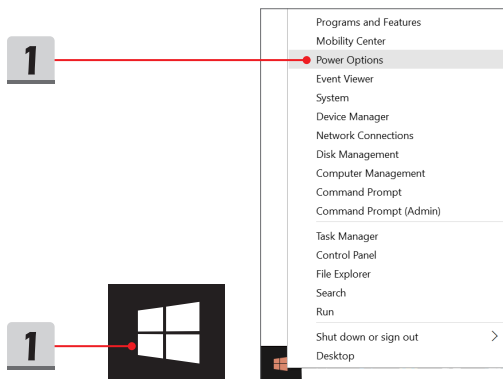 1
Programs and Features
Mobility Center
Power Options
Event Viewer
System
Device Manager
Network Connections
Disk Management
Computer Management
Command Prompt
Command Prompt (Admin)
Task Manager
Control Panel
File Explorer
Search
Run
Shut down or sign out
Desktop
1